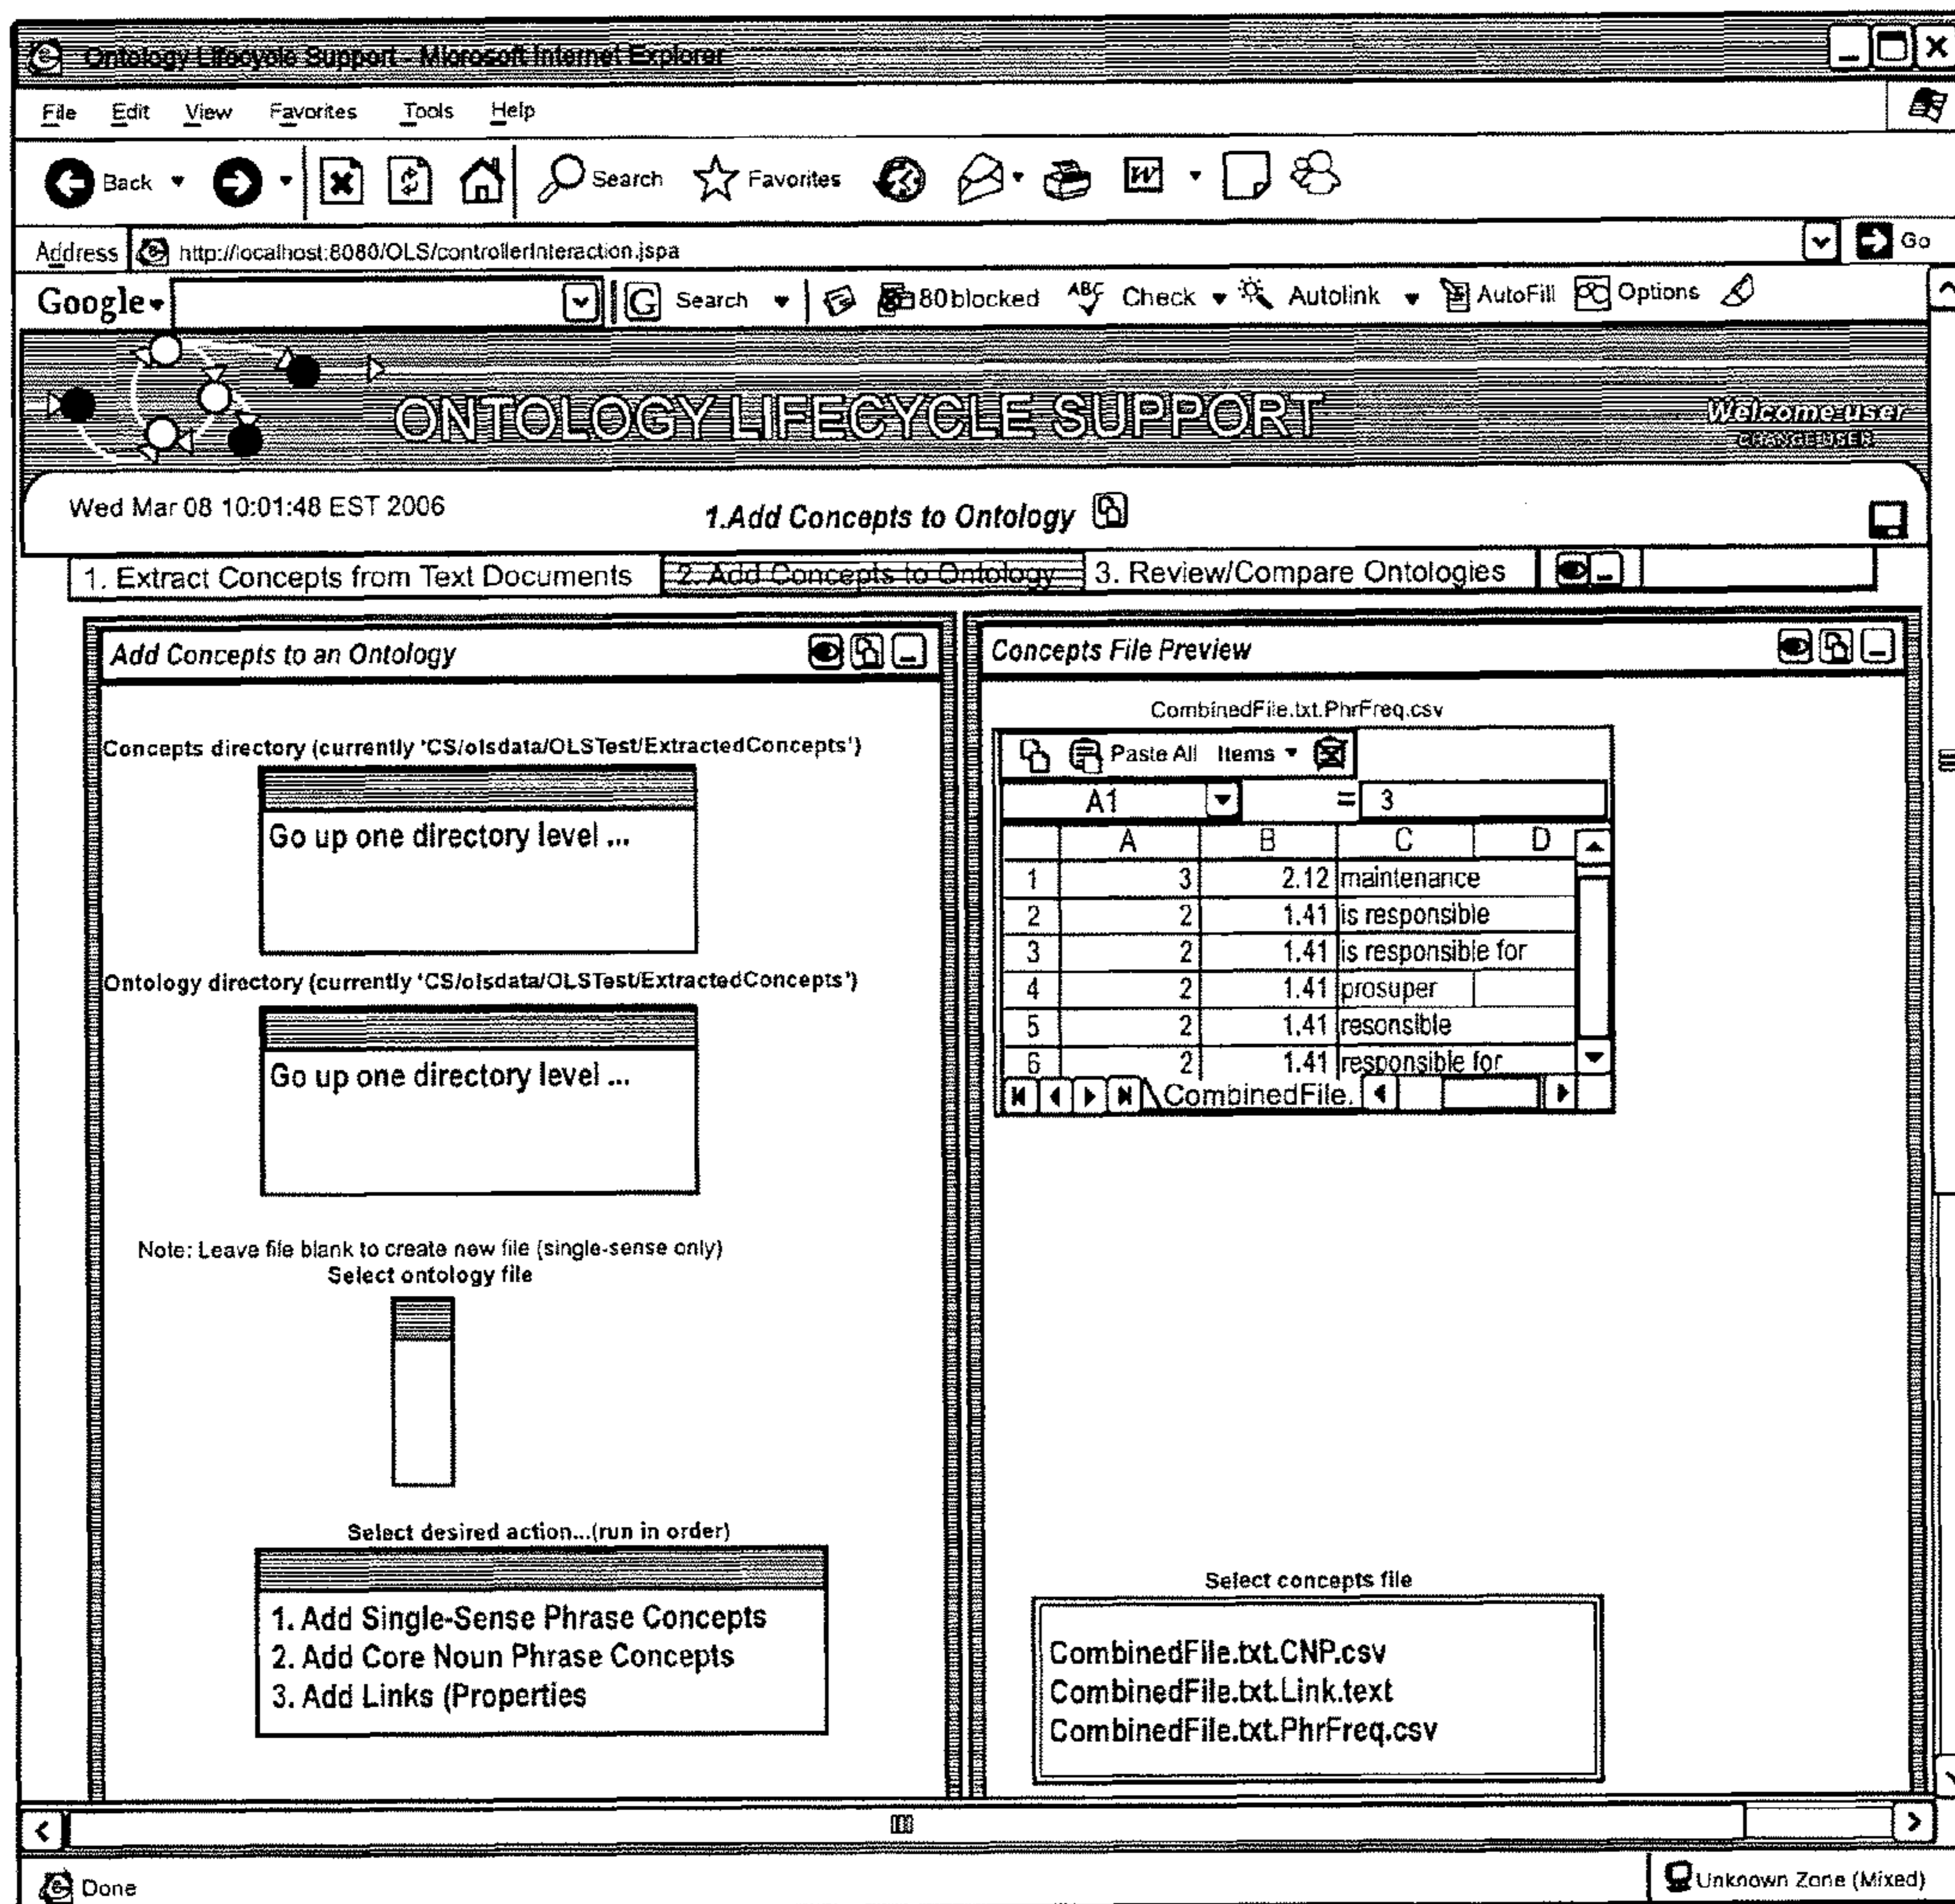 Ontology Lifecycle Support - Microsoft Internet Explorer
File Edit View Favorites Tools Help
Back Search Favorites W
Address http://localhost:8080/OLS/controllerInteraction.jspa Go
Google G Search 80 blocked ABC Check Autolink AutoFill Options
ONTOLOGY LIFECYCLE SUPPORT
Welcome user
CHANGE USER
Wed Mar 08 10:01:48 EST 2006 1.Add Concepts to Ontology
1. Extract Concepts from Text Documents 2. Add Concepts to Ontology 3. Review/Compare Ontologies
Add Concepts to an Ontology
Concepts directory (currently 'CS/olsdata/OLSTest/ExtractedConcepts')
Go up one directory level ...
Ontology directory (currently 'CS/olsdata/OLSTest/ExtractedConcepts')
Go up one directory level ...
Note: Leave file blank to create new file (single-sense only)
Select ontology file
Select desired action...(run in order)
1. Add Single-Sense Phrase Concepts
2. Add Core Noun Phrase Concepts
3. Add Links (Properties
Concepts File Preview
CombinedFile.txt.PhrFreq.csv
Paste All Items
A1 = 3
A B C D
1 3 2.12 maintenance
2 2 1.41 is responsible
3 2 1.41 is responsible for
4 2 1.41 prosuper
5 2 1.41 resonsible
6 2 1.41 responsible for
CombinedFile.
Select concepts file
CombinedFile.txt.CNP.csv
CombinedFile.txt.Link.text
CombinedFile.txt.PhrFreq.csv
Done Unknown Zone (Mixed)